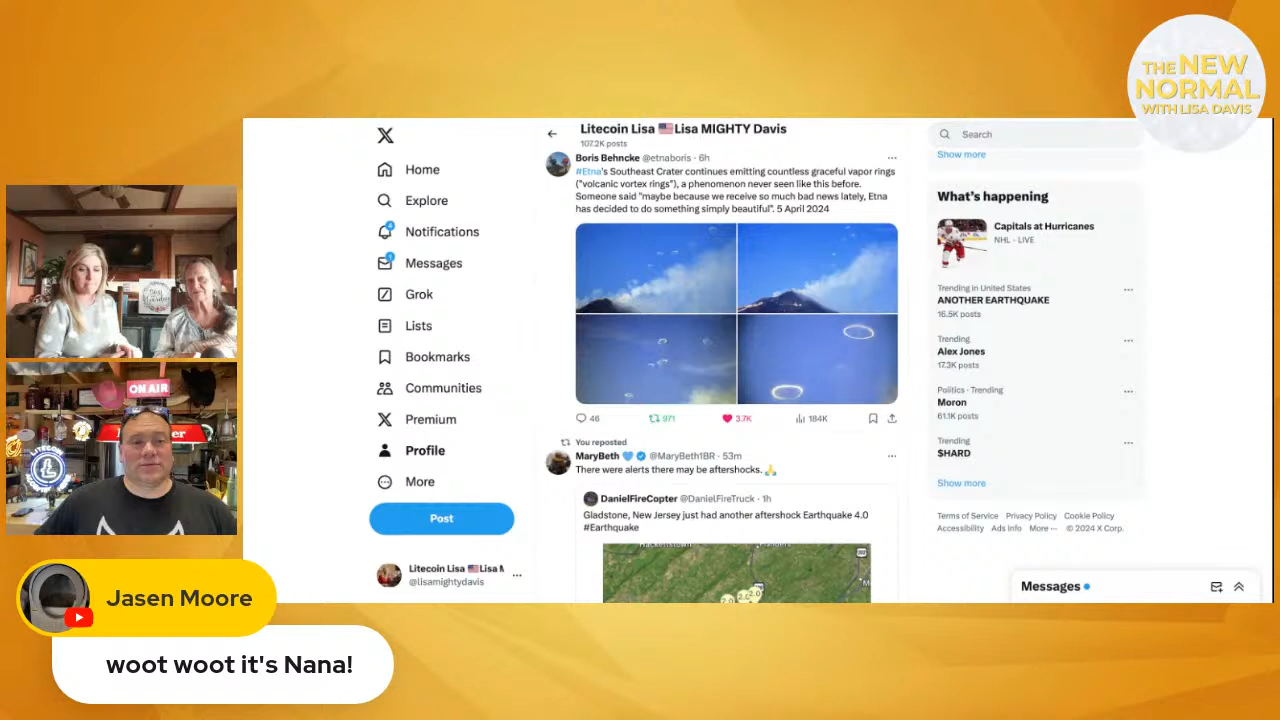 THE NEW
NORMAL
WITH LISA DAVIS
Litecoin Lisa 🇺🇸Lisa MIGHTY Davis
107.2K posts
Search
Show more
Home
Explore
Notifications
Messages
Grok
Lists
Bookmarks
Communities
Premium
Profile
More
Post
Litecoin Lisa 🇺🇸Lisa M
@lisamightydavis
Boris Behncke @etnaboris · 6h
#Etna's Southeast Crater continues emitting countless graceful vapor rings
("volcanic vortex rings"), a phenomenon never seen like this before.
Someone said "maybe because we receive so much bad news lately, Etna
has decided to do something simply beautiful". 5 April 2024
46
971
3.7K
184K
You reposted
MaryBeth 💙 @MaryBeth1BR · 53m
There were alerts there may be aftershocks. 🙏
DanielFireCopter @DanielFireTruck · 1h
Gladstone, New Jersey just had another aftershock Earthquake 4.0
#Earthquake
2.0
What's happening
Capitals at Hurricanes
NHL · LIVE
Trending in United States
ANOTHER EARTHQUAKE
16.5K posts
Trending
Alex Jones
17.3K posts
Politics · Trending
Moron
61.1K posts
Trending
$HARD
Show more
Terms of Service Privacy Policy Cookie Policy
Accessibility Ads info More ··· © 2024 X Corp.
Messages
ON AIR
LITECOIN
Jasen Moore
woot woot it's Nana!